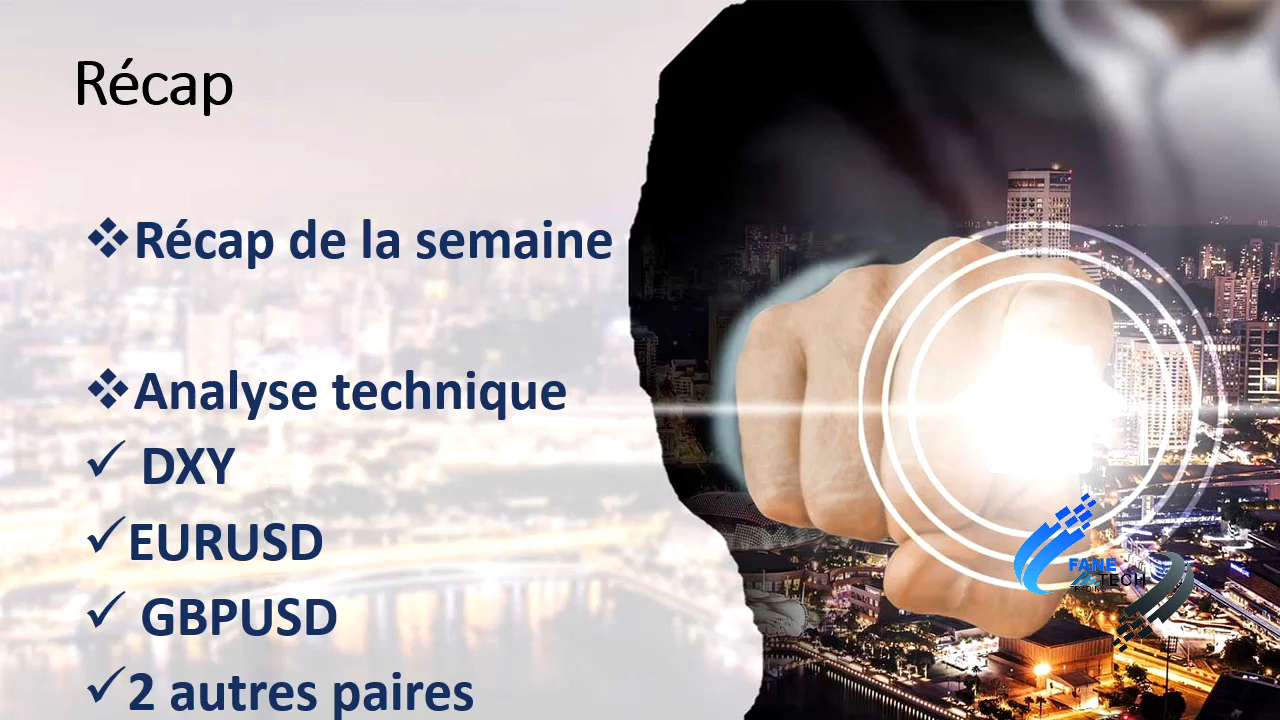 Récap
❖Récap de la semaine
❖Analyse technique
✓ DXY
✓EURUSD
✓ GBPUSD
✓2 autres paires
FANE
TECH